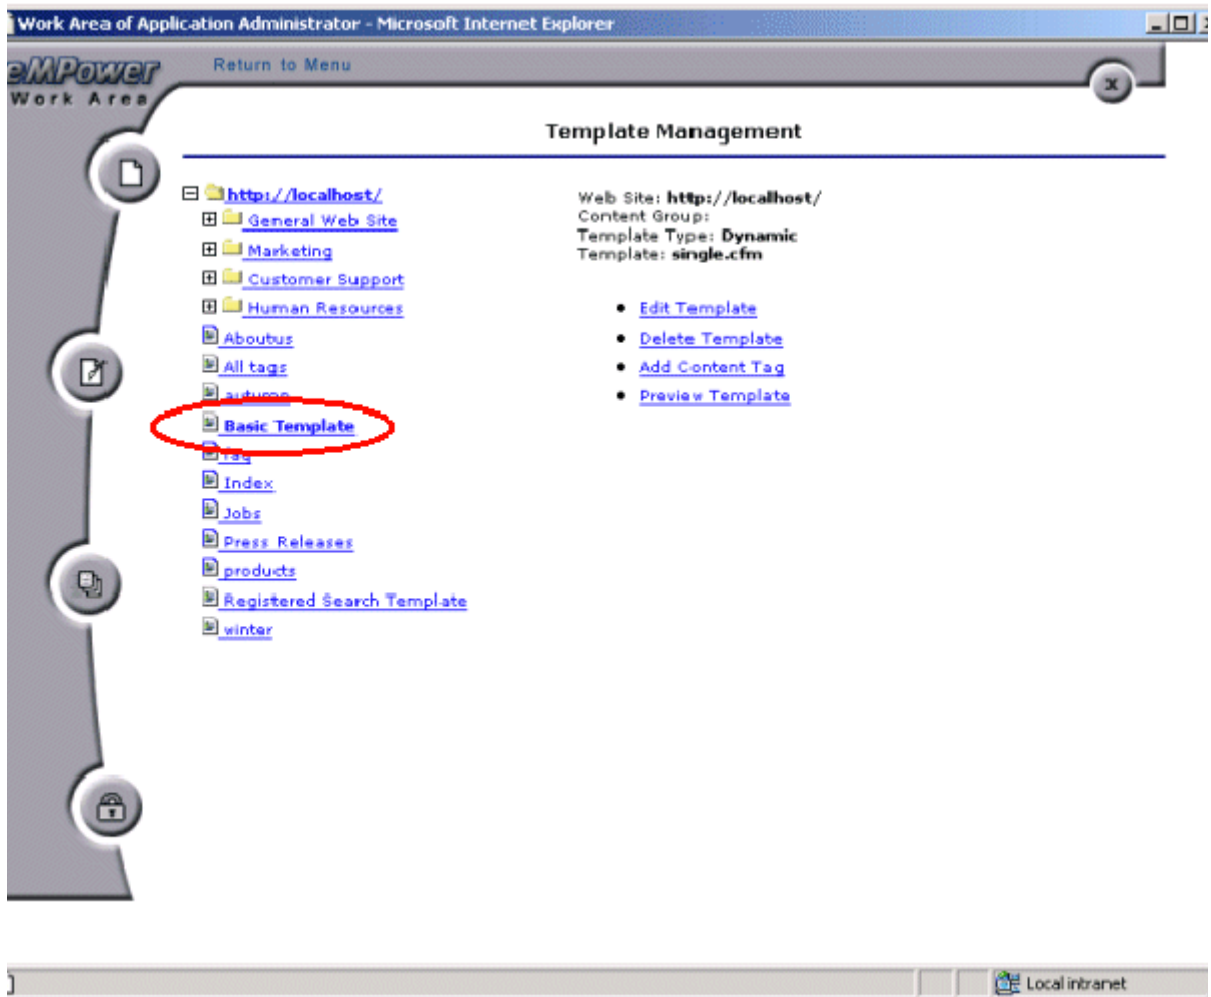 Work Area of Application Administrator - Microsoft Internet Explorer
eMPower
Work Area
Return to Menu
x
Template Management
http://localhost/
General Web Site
Marketing
Customer Support
Human Resources
Aboutus
All tags
autumn
Basic Template
faq
Index
Jobs
Press Releases
products
Registered Search Template
winter
Web Site: http://localhost/
Content Group:
Template Type: Dynamic
Template: single.cfm
Edit Template
Delete Template
Add Content Tag
Preview Template
Local intranet